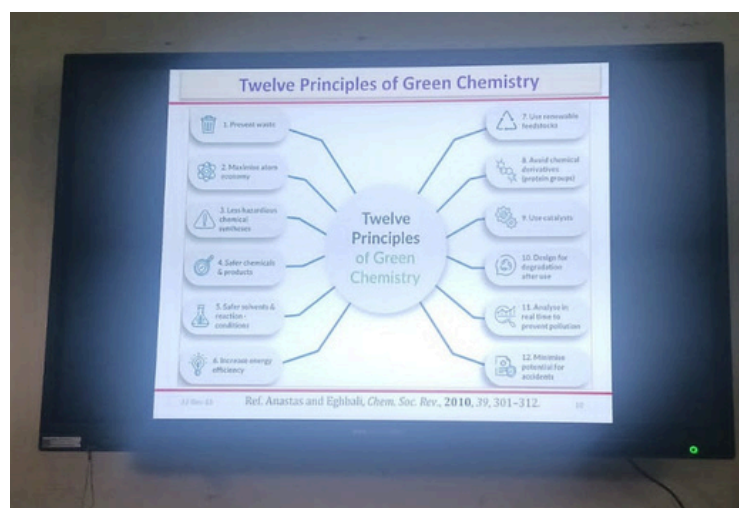 Twelve Principles of Green Chemistry
1. Prevent waste
2. Maximise atom
economy
3. Less hazardous
chemical
syntheses
4. Safer chemicals
& products
5. Safer solvents &
reaction -
conditions
6. Increase energy
efficiency
Twelve
Principles
of Green
Chemistry
7. Use renewable
feedstocks
8. Avoid chemical
derivatives
(protein groups)
9. Use catalysts
10. Design for
degradation
after use
11. Analyse in
real time to
prevent pollution
12. Minimise
potential for
accidents
Ref. Anastas and Eghbali, Chem. Soc. Rev., 2010, 39, 301–312.